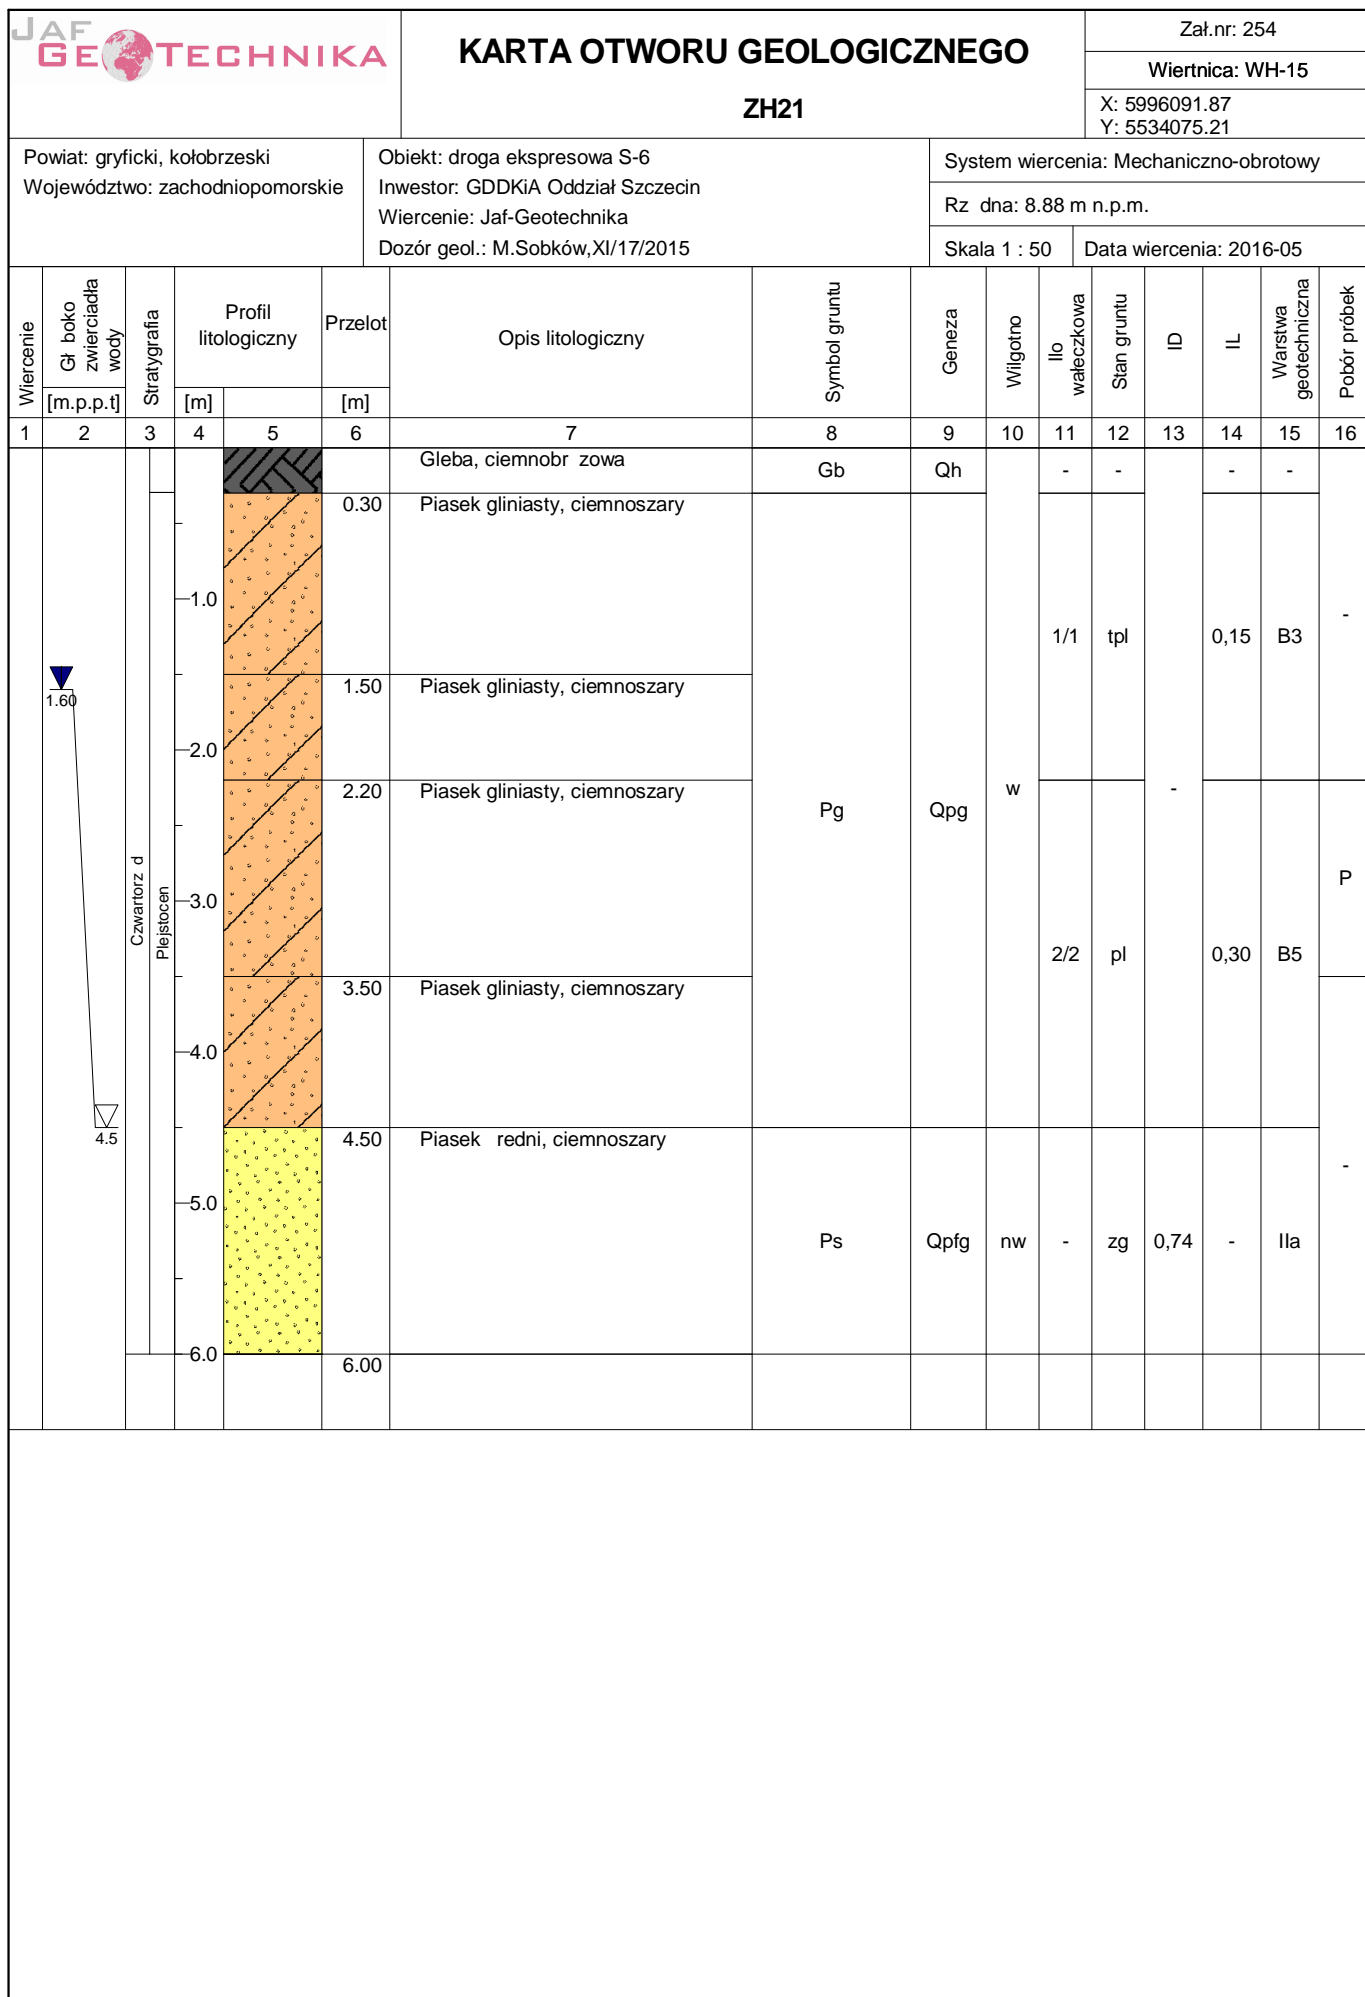 JAF
GEOTECHNIKA
KARTA OTWORU GEOLOGICZNEGO
ZH21
Zał.nr: 254
Wiertnica: WH-15
X: 5996091.87
Y: 5534075.21
Powiat: gryficki, kołobrzeski
Województwo: zachodniopomorskie
Obiekt: droga ekspresowa S-6
Inwestor: GDDKiA Oddział Szczecin
Wiercenie: Jaf-Geotechnika
Dozór geol.: M.Sobków,XI/17/2015
System wiercenia: Mechaniczno-obrotowy
Rz dna: 8.88 m n.p.m.
Skala 1 : 50
Data wiercenia: 2016-05
Wiercenie
Gł boko
zwierciadła
wody
[m.p.p.t]
Stratygrafia
Profil
litologiczny
[m]
Przelot
[m]
Opis litologiczny
Symbol gruntu
Geneza
Wilgotno
Ilo
wałeczkowa
Stan gruntu
ID
IL
Warstwa
geotechniczna
Pobór próbek
1 2 3 4 5 6 7 8 9 10 11 12 13 14 15 16
Gleba, ciemnobr zowa Gb Qh - - - -
0.30 Piasek gliniasty, ciemnoszary
1.0
1/1 tpl 0,15 B3 -
1.60
1.50 Piasek gliniasty, ciemnoszary
2.0
2.20 Piasek gliniasty, ciemnoszary
Pg Qpg w -
Czwartorz d
Plejstocen
3.0
P
2/2 pl 0,30 B5
3.50 Piasek gliniasty, ciemnoszary
4.0
4.5
4.50 Piasek redni, ciemnoszary
-
5.0
Ps Qpfg nw - zg 0,74 - IIa
6.0
6.00